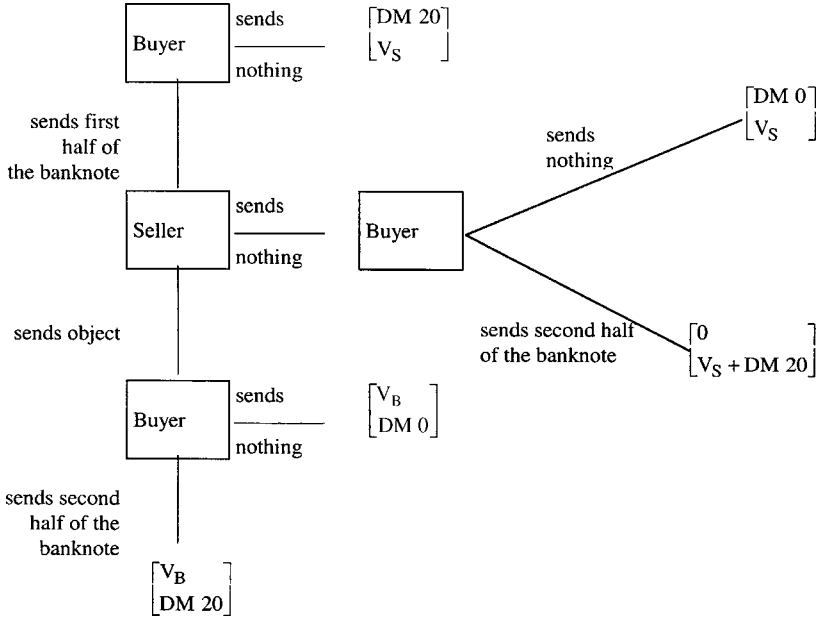 sends
⎡DM 20⎤
⎣V_S⎦
Buyer
nothing
sends first
half of
the banknote
sends
nothing
⎡DM 0⎤
⎣V_S⎦
Seller
sends
nothing
Buyer
sends object
sends second half
of the banknote
⎡0⎤
⎣V_S + DM 20⎦
Buyer
sends
nothing
⎡V_B⎤
⎣DM 0⎦
sends second
half of the
banknote
⎡V_B⎤
⎣DM 20⎦